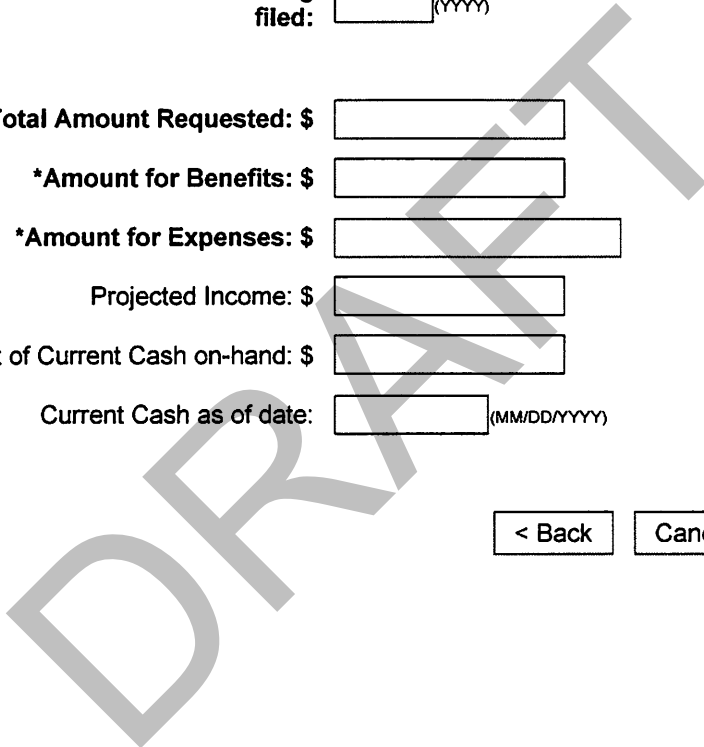 filed: (YYYY)
Total Amount Requested: $
*Amount for Benefits: $
*Amount for Expenses: $
Projected Income: $
of Current Cash on-hand: $
Current Cash as of date: (MM/DD/YYYY)
< Back
DRAFT